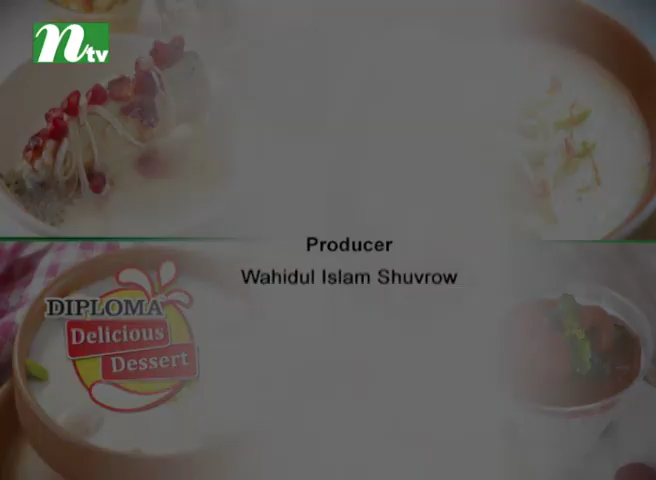 ntv
Producer
Wahidul Islam Shuvrow
DIPLOMA
Delicious
Dessert